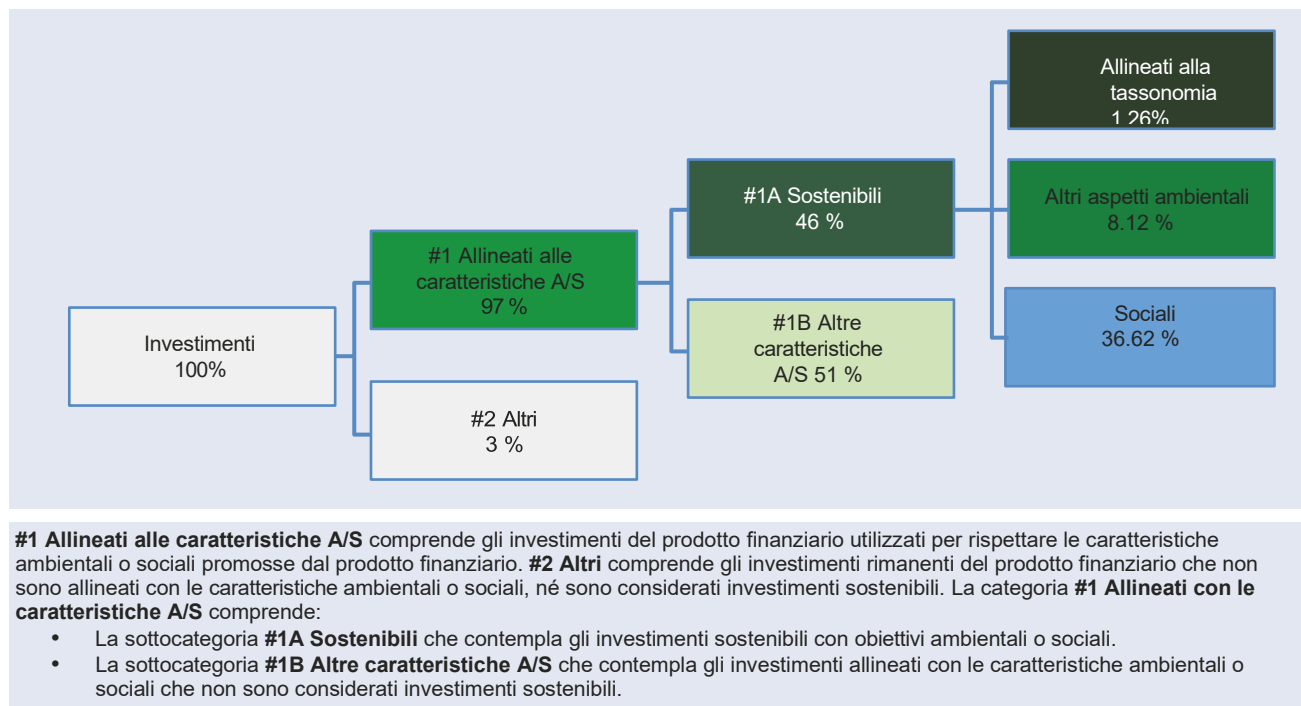 Allineati alla
tassonomia
1.26%
#1A Sostenibili
46 %
Altri aspetti ambientali
8.12 %
#1 Allineati alle
caratteristiche A/S
97 %
Sociali
36.62 %
Investimenti
100%
#1B Altre
caratteristiche
A/S 51 %
#2 Altri
3 %
#1 Allineati alle caratteristiche A/S comprende gli investimenti del prodotto finanziario utilizzati per rispettare le caratteristiche
ambientali o sociali promosse dal prodotto finanziario. #2 Altri comprende gli investimenti rimanenti del prodotto finanziario che non
sono allineati con le caratteristiche ambientali o sociali, né sono considerati investimenti sostenibili. La categoria #1 Allineati con le
caratteristiche A/S comprende:
• La sottocategoria #1A Sostenibili che contempla gli investimenti sostenibili con obiettivi ambientali o sociali.
• La sottocategoria #1B Altre caratteristiche A/S che contempla gli investimenti allineati con le caratteristiche ambientali o
sociali che non sono considerati investimenti sostenibili.